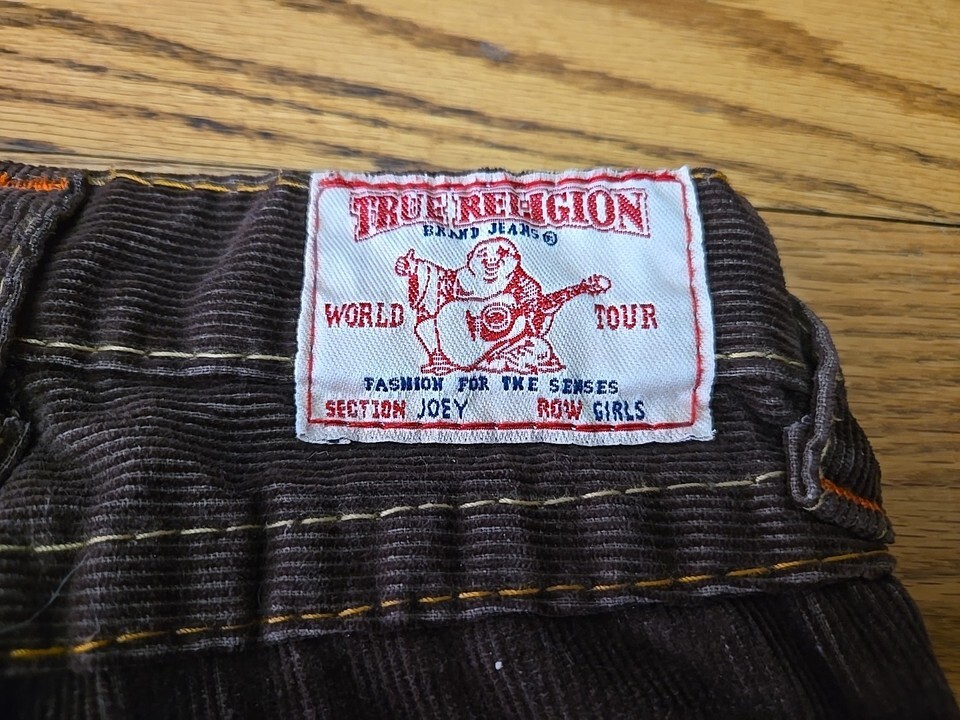 TRUE RELIGION
BRAND JEANS®
WORLD TOUR
FASHION FOR THE SENSES
SECTION JOEY ROW GIRLS